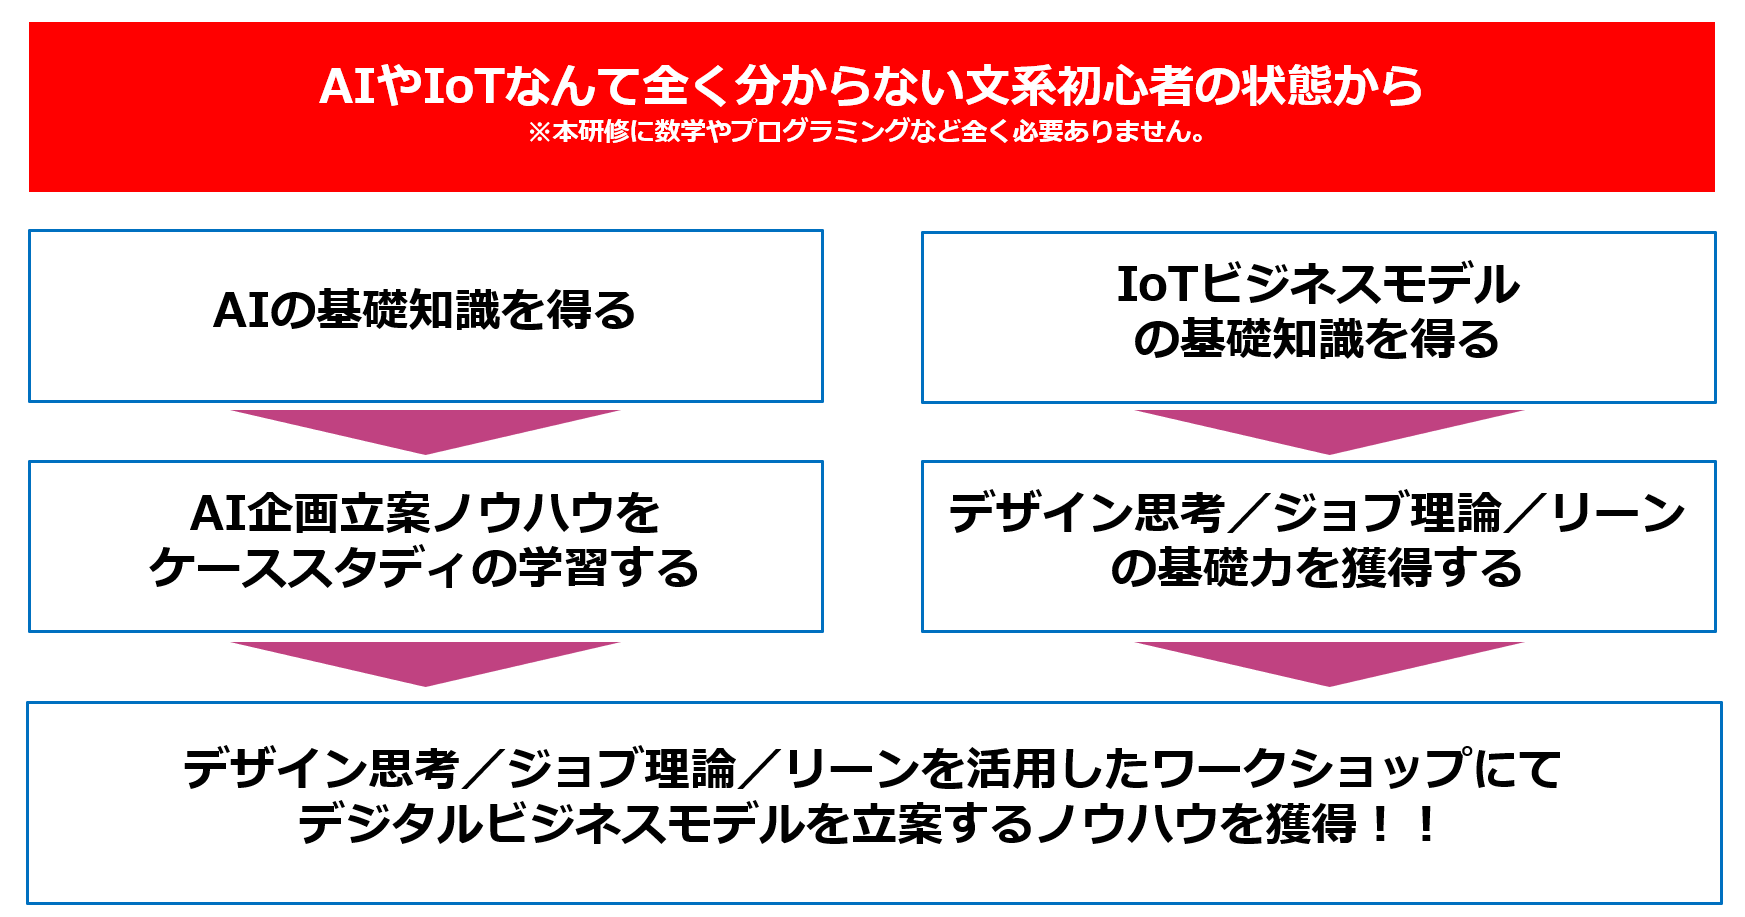 AIやIoTなんて全く分からない文系初心者の状態から
※本研修に数学やプログラミングなど全く必要ありません。
AIの基礎知識を得る
IoTビジネスモデル
の基礎知識を得る
AI企画立案ノウハウを
ケーススタディの学習する
デザイン思考／ジョブ理論／リーン
の基礎力を獲得する
デザイン思考／ジョブ理論／リーンを活用したワークショップにて
デジタルビジネスモデルを立案するノウハウを獲得！！